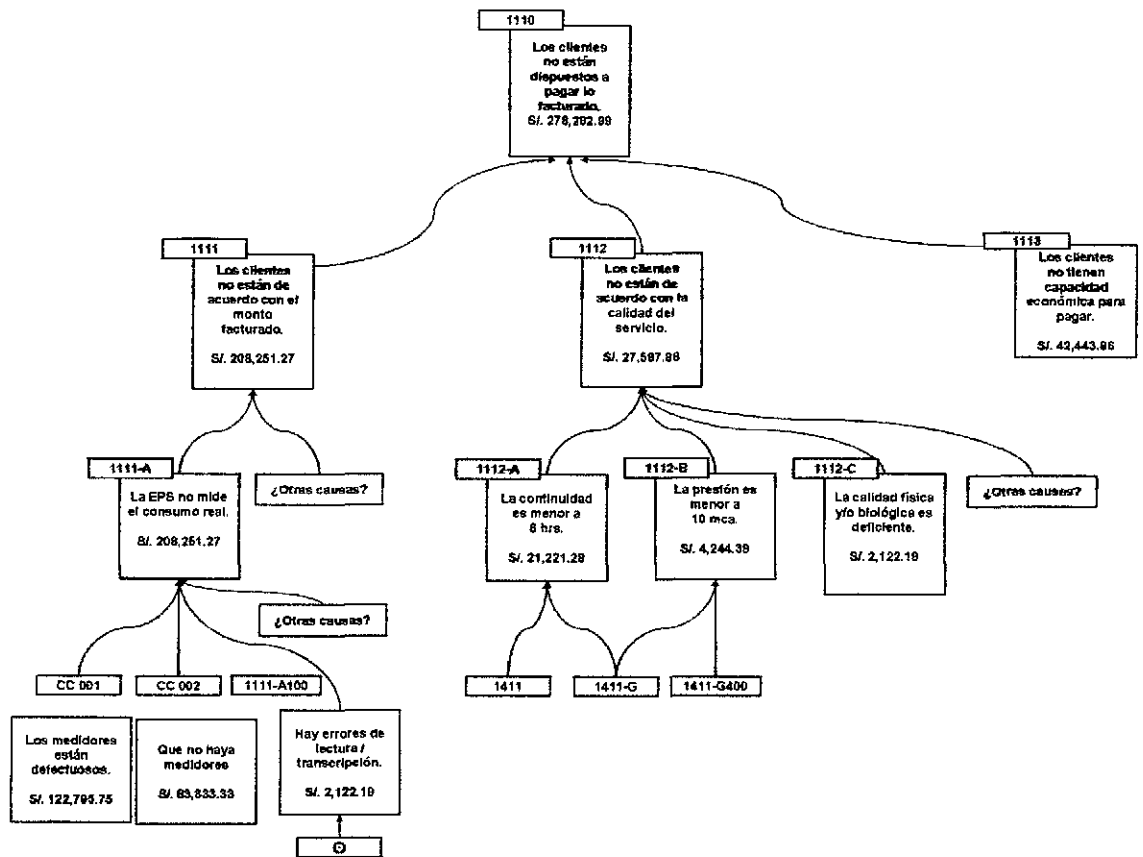 1110
Los clientes
no están
dispuestos a
pagar lo
facturado.
S/. 278,282.99
1111
Los clientes
no están de
acuerdo con el
monto
facturado.
S/. 208,251.27
1112
Los clientes
no están de
acuerdo con la
calidad del
servicio.
S/. 27,587.86
1113
Los clientes
no tienen
capacidad
económica para
pagar.
S/. 42,443.86
1111-A
La EPS no mide
el consumo real.
S/. 208,251.27
¿Otras causas?
1112-A
La continuidad
es menor a
hrs.
S/. 21,221.28
1112-B
La presión es
menor a
10 mca.
S/. 4,244.39
1112-C
La calidad física
y/o biológica es
deficiente.
S/. 2,122.19
¿Otras causas?
¿Otras causas?
CC 001
CC 002
1111-A100
1411
1411-G
1411-G400
Los medidores
están
defectuosos.
S/. 122,795.75
Que no haya
medidores
S/. 83,333.33
Hay errores de
lectura /
transcripción.
S/. 2,122.19